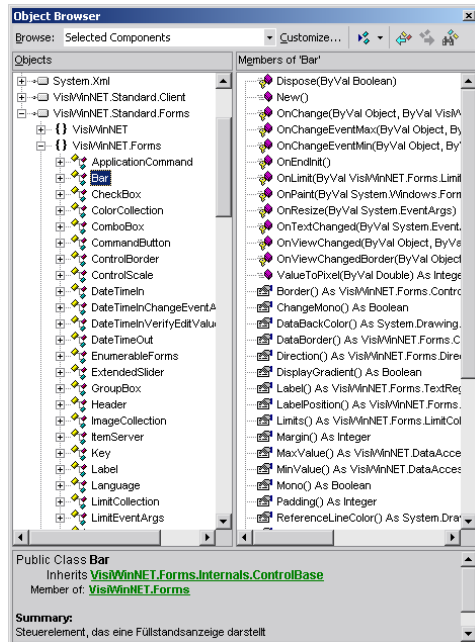 Object Browser
Browse: Selected Components
Customize...
Objects
System.Xml
VisiWinNET.Standard.Client
VisiWinNET.Standard.Forms
{} VisiWinNET
{} VisiWinNET.Forms
ApplicationCommand
Bar
CheckBox
ColorCollection
ComboBox
CommandButton
ControlBorder
ControlScale
DateTimeIn
DateTimeInChangeEventA
DateTimeInVerifyEditValue
DateTimeOut
EnumerableForms
ExtendedSlider
GroupBox
Header
ImageCollection
ItemServer
Key
Label
Language
LimitCollection
LimitEventArgs
Members of 'Bar'
Dispose(ByVal Boolean)
New()
OnChange(ByVal Object, ByVal VisiW
OnChangeEventMax(ByVal Object, By
OnChangeEventMin(ByVal Object, By
OnEndInit()
OnLimit(ByVal VisiWinNET.Forms.Limit
OnPaint(ByVal System.Windows.Form
OnResize(ByVal System.EventArgs)
OnTextChanged(ByVal System.Event
OnViewChanged(ByVal Object, ByVa
OnViewChangedBorder(ByVal Object
ValueToPixel(ByVal Double) As Intege
Border() As VisiWinNET.Forms.Contro
ChangeMono() As Boolean
DataBackColor() As System.Drawing.
DataBorder() As VisiWinNET.Forms.C
Direction() As VisiWinNET.Forms.Dire
DisplayGradient() As Boolean
Label() As VisiWinNET.Forms.TextReg
LabelPosition() As VisiWinNET.Forms.
Limits() As VisiWinNET.Forms.LimitCol
Margin() As Integer
MaxValue() As VisiWinNET.DataAcces
MinValue() As VisiWinNET.DataAcces
Mono() As Boolean
Padding() As Integer
ReferenceLineColor() As System.Drav
Public Class Bar
Inherits VisiWinNET.Forms.Internals.ControlBase
Member of: VisiWinNET.Forms
Summary:
Steuerelement, das eine Füllstandsanzeige darstellt